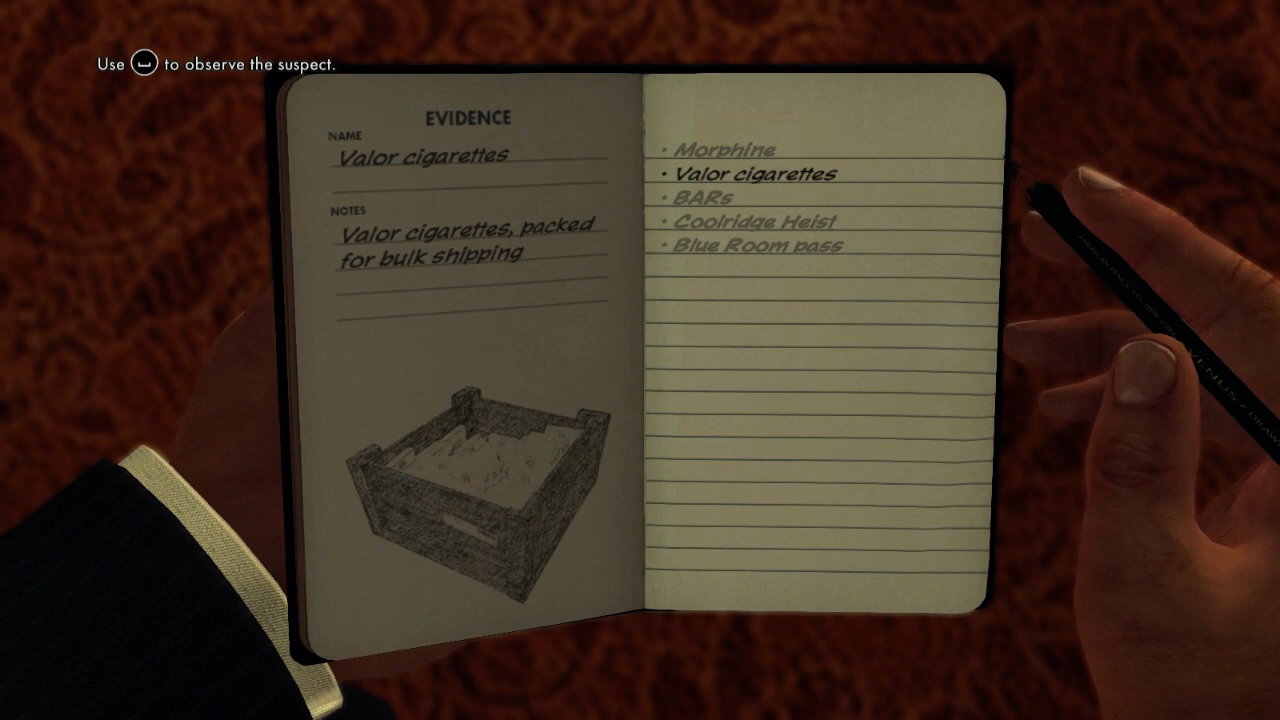 Use to observe the suspect.
EVIDENCE
NAME
Valor cigarettes
NOTES
Valor cigarettes, packed
for bulk shipping
• Morphine
• Valor cigarettes
• BARs
• Coolridge Heist
• Blue Room pass
VENUS